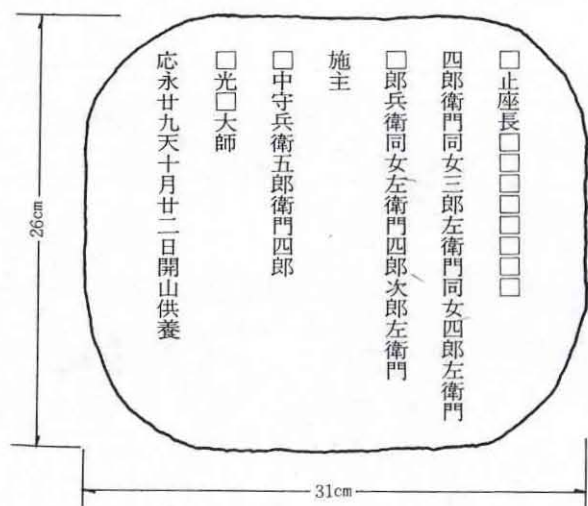 □止座長□□□□□□□□
四郎衛門同女三郎左衛門同女四郎左衛門
□郎兵衛同女左衛門四郎次郎左衛門
施主
□中守兵衛五郎衛門四郎
□光□大師
応永廿九天十月廿二日開山供養
26cm
31cm